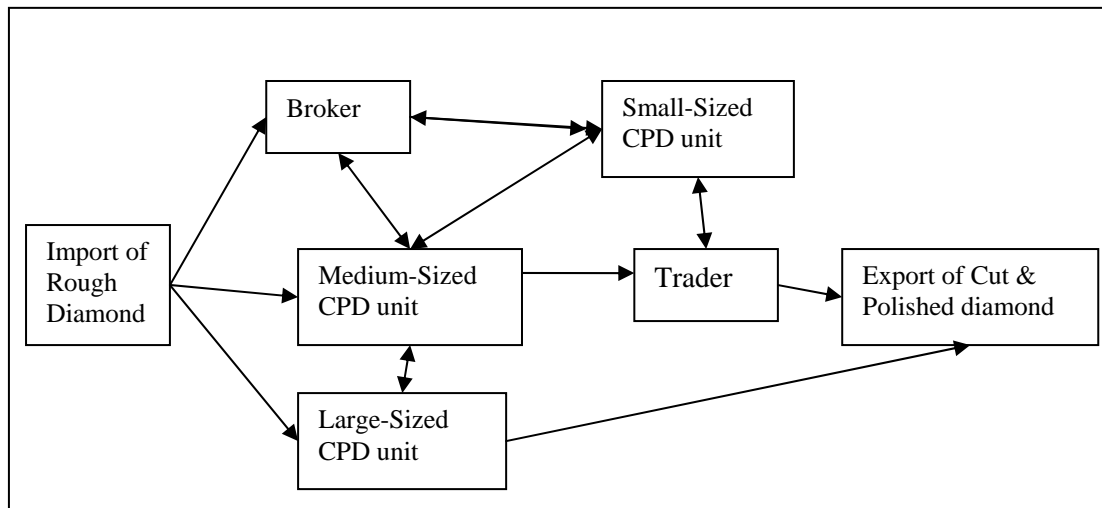 Broker
Small-Sized
CPD unit
Import of
Rough
Diamond
Medium-Sized
CPD unit
Trader
Export of Cut &
Polished diamond
Large-Sized
CPD unit